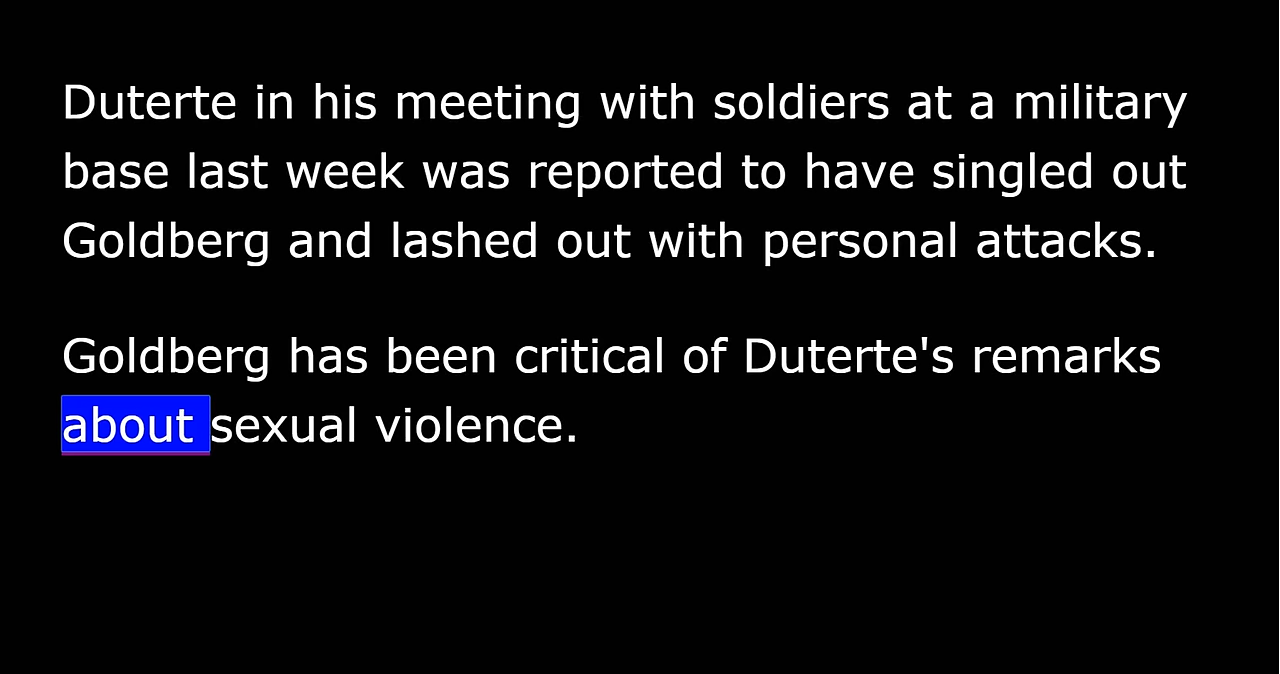 Duterte in his meeting with soldiers at a military
base last week was reported to have singled out
Goldberg and lashed out with personal attacks.
Goldberg has been critical of Duterte's remarks
about sexual violence.